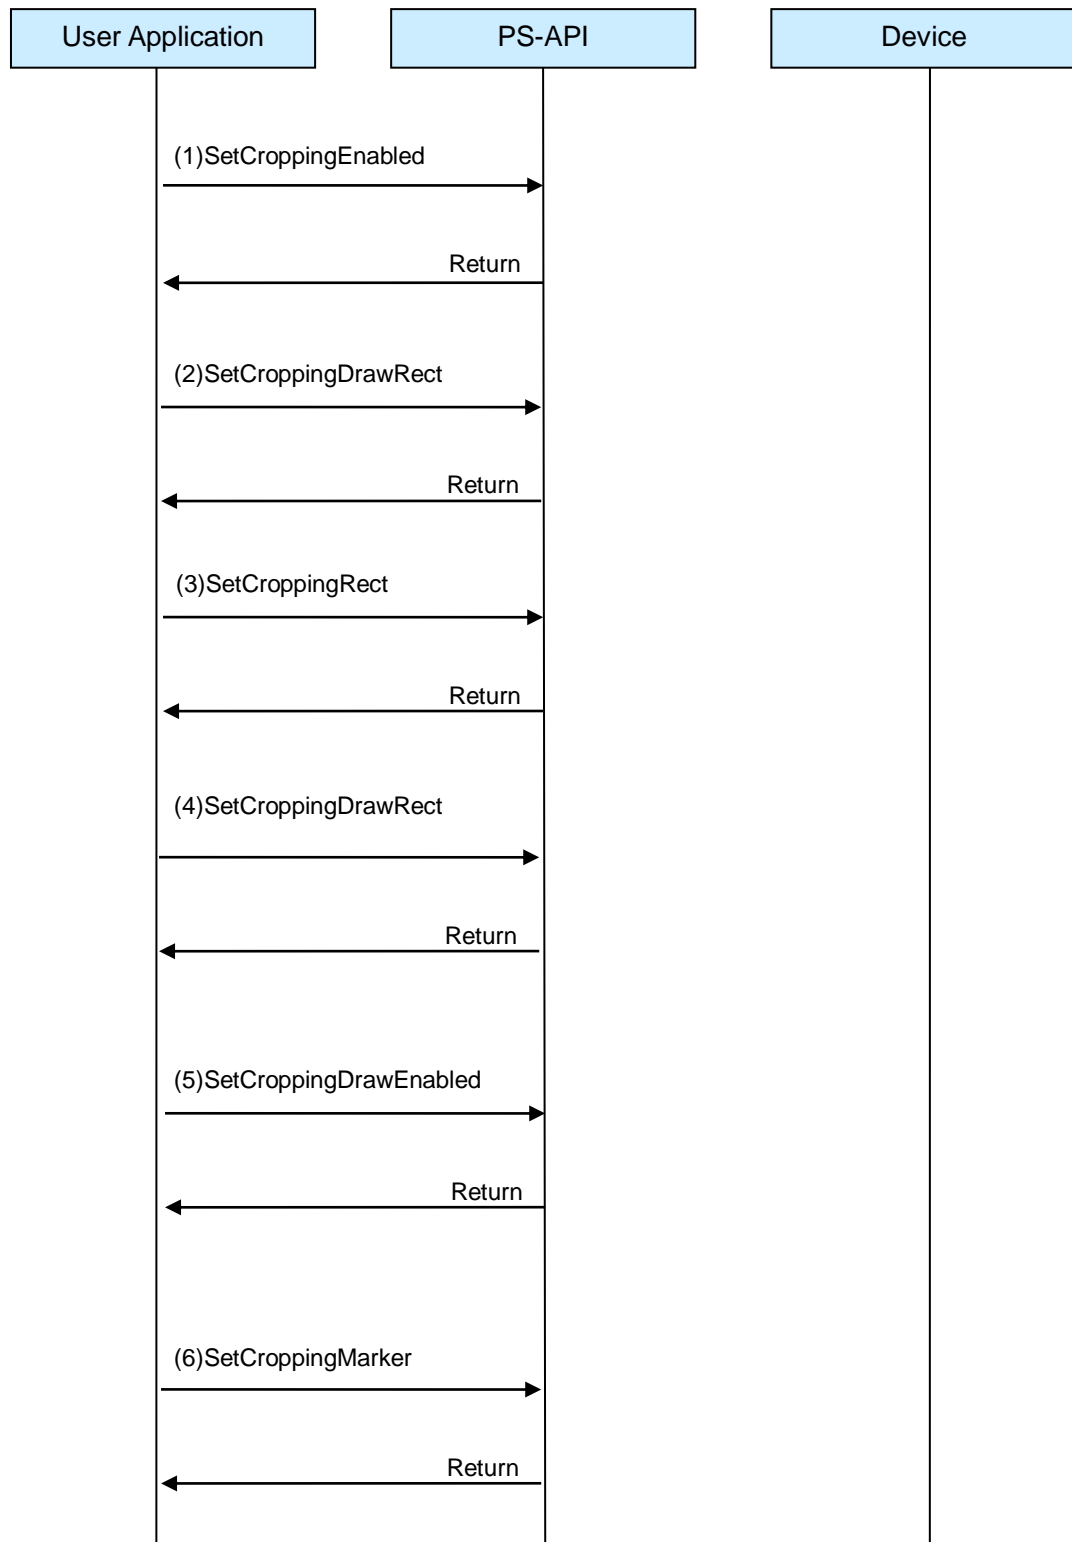 User Application
PS-API
Device
(1)SetCroppingEnabled
Return
(2)SetCroppingDrawRect
Return
(3)SetCroppingRect
Return
(4)SetCroppingDrawRect
Return
(5)SetCroppingDrawEnabled
Return
(6)SetCroppingMarker
Return